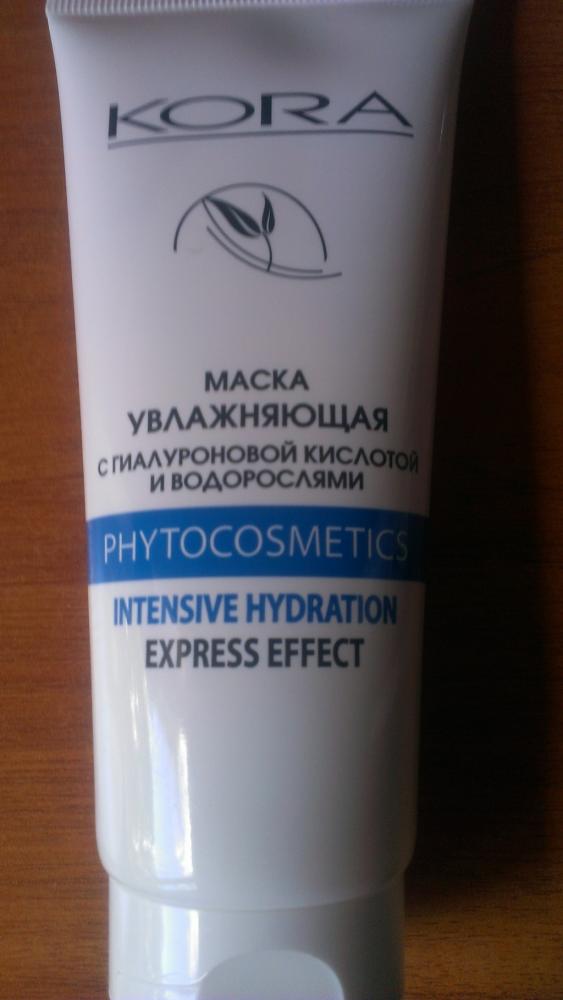 KORA
МАСКА
УВЛАЖНЯЮЩАЯ
С ГИАЛУРОНОВОЙ КИСЛОТОЙ
И ВОДОРОСЛЯМИ
PHYTOCOSMETICS
INTENSIVE HYDRATION
EXPRESS EFFECT